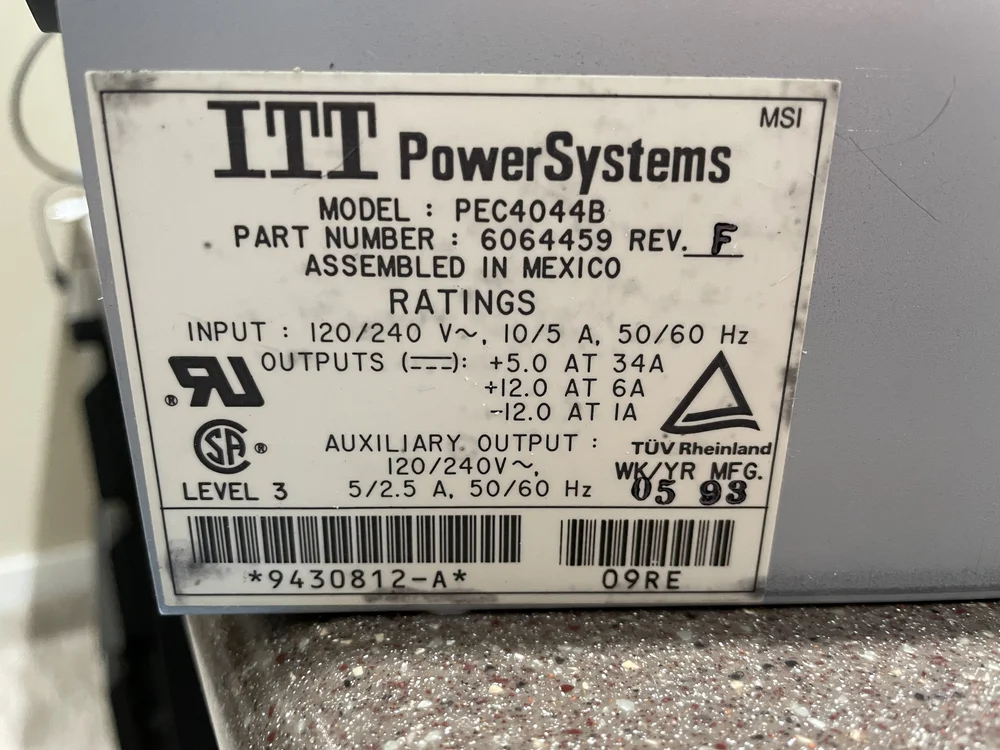 ITT PowerSystems
MSI
MODEL : PEC4044B
PART NUMBER : 6064459 REV. F
ASSEMBLED IN MEXICO
RATINGS
INPUT : 120/240 V~, 10/5 A, 50/60 Hz
OUTPUTS (⎓): +5.0 AT 34A
+12.0 AT 6A
-12.0 AT 1A
RU ®
SA ®
LEVEL 3
AUXILIARY OUTPUT :
120/240V~,
5/2.5 A, 50/60 Hz
TÜV Rheinland
WK/YR MFG.
05 93
*9430812-A*
09RE